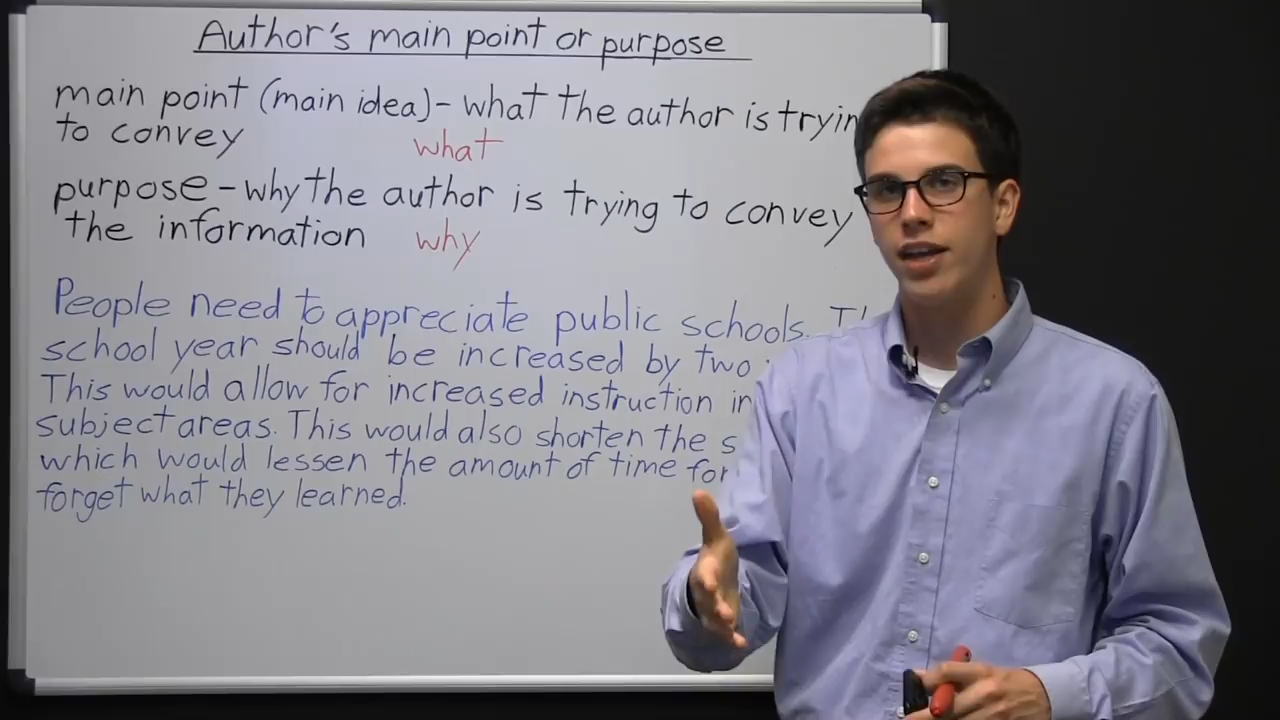 Author's main point or purpose
main point (main idea)- what the author is tryin
to convey
what
purpose - why the author is trying to convey
the information
why
People need to appreciate public schools.
school year should be increased by two
This would allow for increased instruction in
subject areas. This would also shorten the s
which would lessen the amount of time for
forget what they learned.